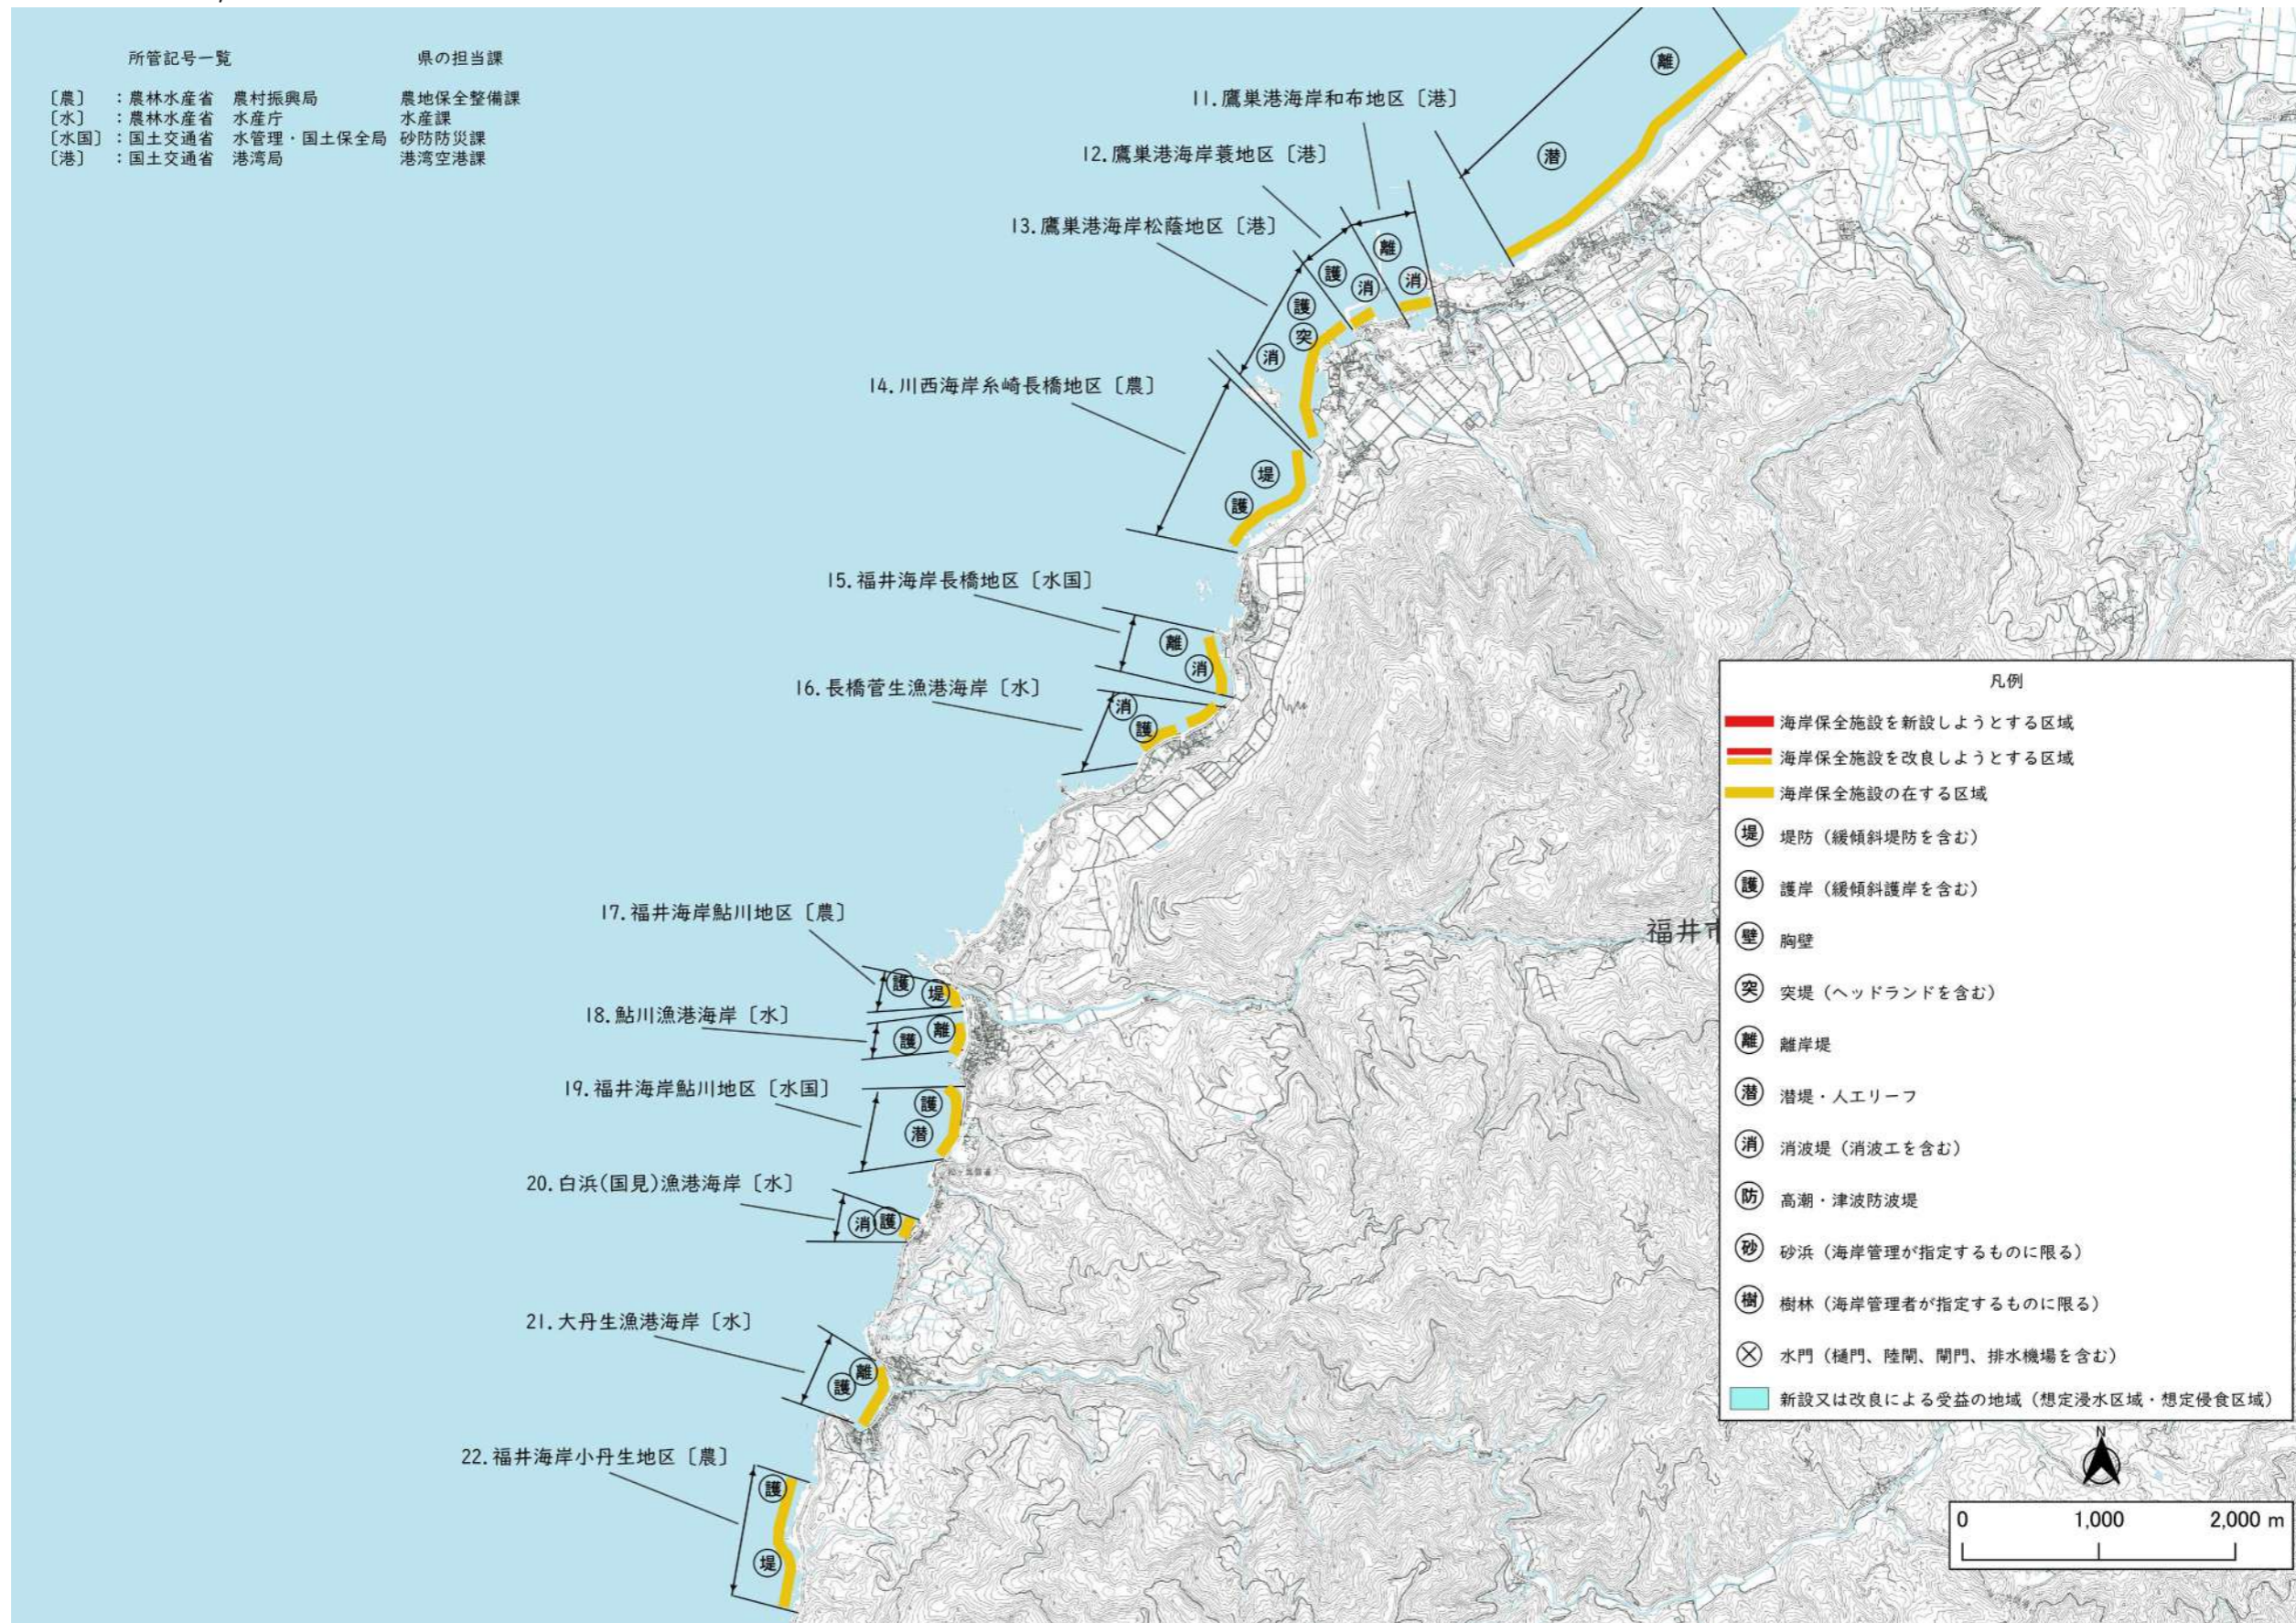 所管記号一覧 県の担当課
〔農〕 ：農林水産省 農村振興局 農地保全整備課
〔水〕 ：農林水産省 水産庁 水産課
〔水国〕：国土交通省 水管理・国土保全局 砂防防災課
〔港〕 ：国土交通省 港湾局 港湾空港課
離
潜
11.鷹巣港海岸和布地区〔港〕
離
消
12.鷹巣港海岸蓑地区〔港〕
護
消
13.鷹巣港海岸松蔭地区〔港〕
護
突
消
14.川西海岸糸崎長橋地区〔農〕
堤
護
15.福井海岸長橋地区〔水国〕
離
消
16.長橋菅生漁港海岸〔水〕
消
護
17.福井海岸鮎川地区〔農〕
護
堤
18.鮎川漁港海岸〔水〕
護
離
19.福井海岸鮎川地区〔水国〕
護
潜
20.白浜(国見)漁港海岸〔水〕
消
護
21.大丹生漁港海岸〔水〕
離
護
22.福井海岸小丹生地区〔農〕
護
堤
福井市
凡例
海岸保全施設を新設しようとする区域
海岸保全施設を改良しようとする区域
海岸保全施設の在する区域
堤 堤防（緩傾斜堤防を含む）
護 護岸（緩傾斜護岸を含む）
壁 胸壁
突 突堤（ヘッドランドを含む）
離 離岸堤
潜 潜堤・人工リーフ
消 消波堤（消波工を含む）
防 高潮・津波防波堤
砂 砂浜（海岸管理が指定するものに限る）
樹 樹林（海岸管理者が指定するものに限る）
水門（樋門、陸閘、閘門、排水機場を含む）
新設又は改良による受益の地域（想定浸水区域・想定侵食区域）
N
0 1,000 2,000 m